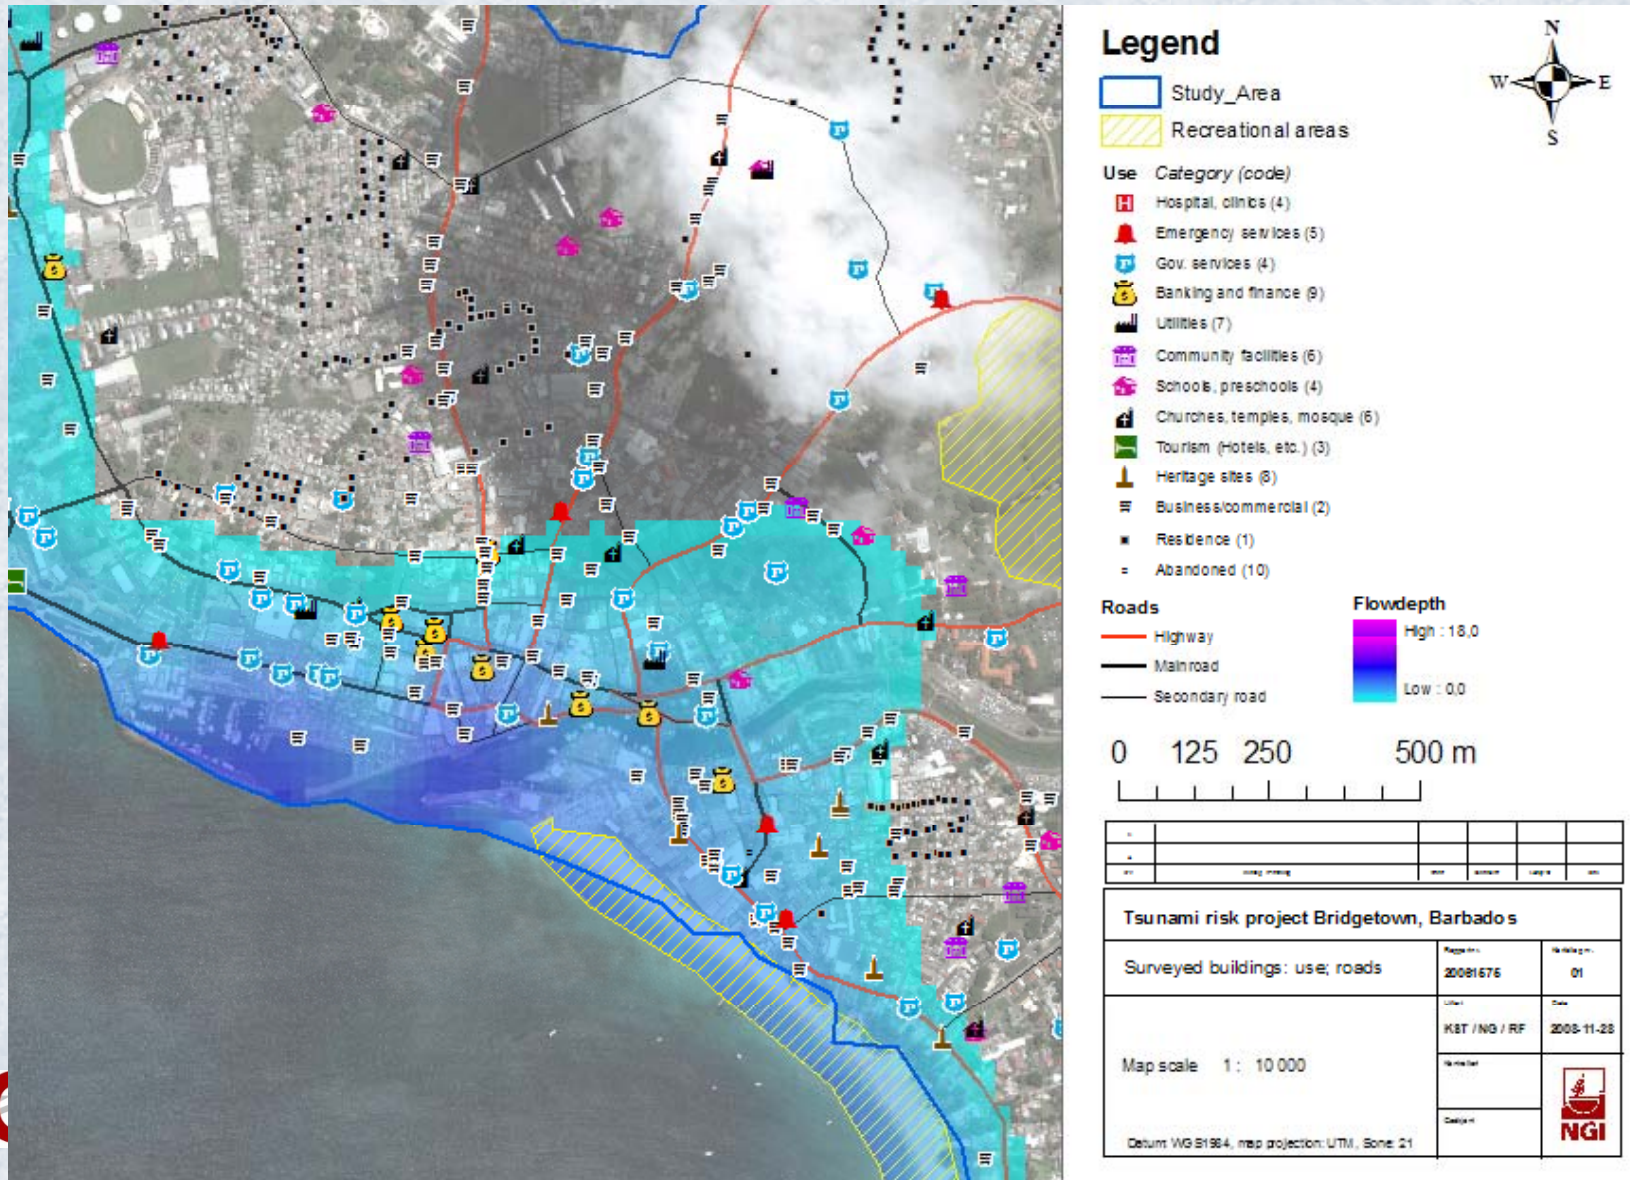 Legend
N
W E
S
Study_Area
Recreational areas
Use Category (code)
Hospital, clinics (4)
Emergency services (5)
Gov. services (4)
Banking and finance (9)
Utilities (7)
Community facilities (6)
Schools, preschools (4)
Churches, temples, mosque (6)
Tourism (Hotels, etc.) (3)
Heritage sites (8)
Business/commercial (2)
Residence (1)
Abandoned (10)
Roads
Highway
Main road
Secondary road
Flowdepth
High : 18,0
Low : 0,0
0 125 250 500 m
Tsunami risk project Bridgetown, Barbados
Surveyed buildings: use; roads
20081575
01
KST / NG / RF
Date
2008-11-28
Map scale 1 : 10 000
NGI
Datum: WGS1984, map projection: UTM, Sone: 21